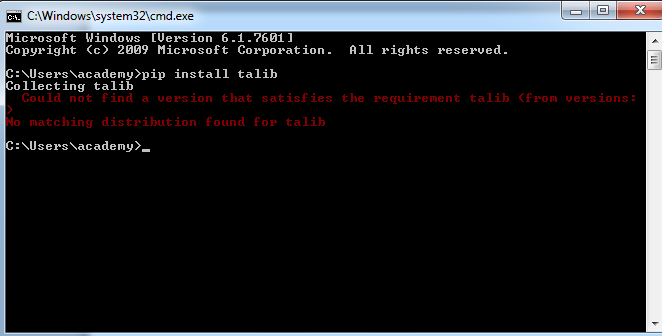 C:\Windows\system32\cmd.exe
Microsoft Windows [Version 6.1.7601]
Copyright (c) 2009 Microsoft Corporation.  All rights reserved.
C:\Users\academy>pip install talib
Collecting talib
  Could not find a version that satisfies the requirement talib (from versions:
)
No matching distribution found for talib
C:\Users\academy>_